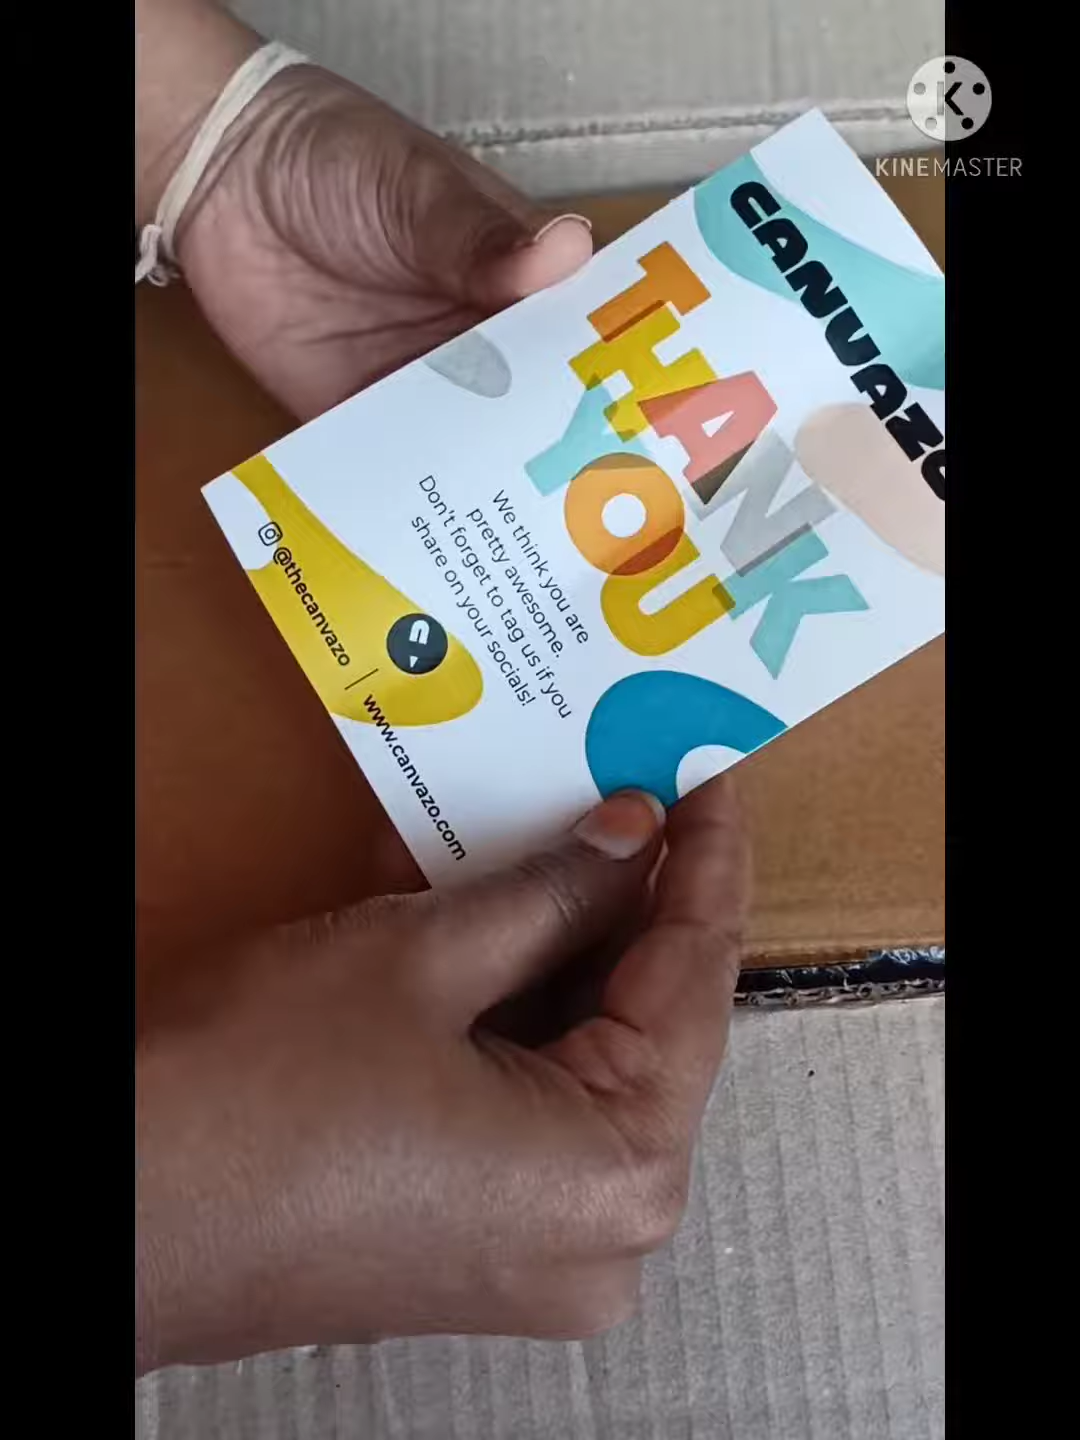 K
KINEMASTER
CANVAZO
THANK
YOU
We think you are
pretty awesome.
Don't forget to tag us if you
share on your socials!
@thecanvazo | www.canvazo.com